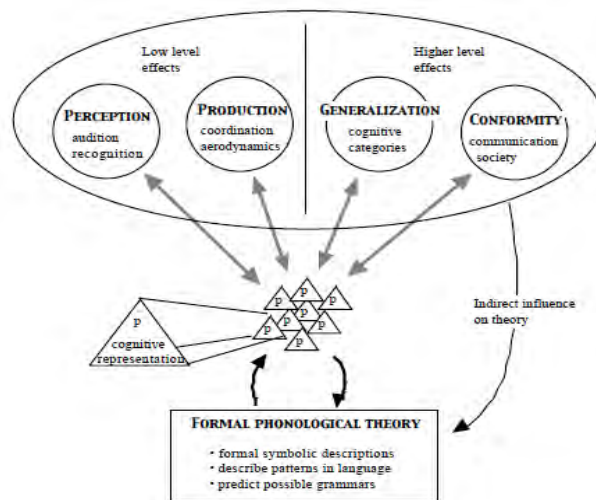 Low level
effects
Higher level
effects
PERCEPTION
audition
recognition
PRODUCTION
coordination
aerodynamics
GENERALIZATION
cognitive
categories
CONFORMITY
communication
society
p
p
p
p
p
p
p
p
p
cognitive
representation
Indirect influence
on theory
FORMAL PHONOLOGICAL THEORY
• formal symbolic descriptions
• describe patterns in language
• predict possible grammars